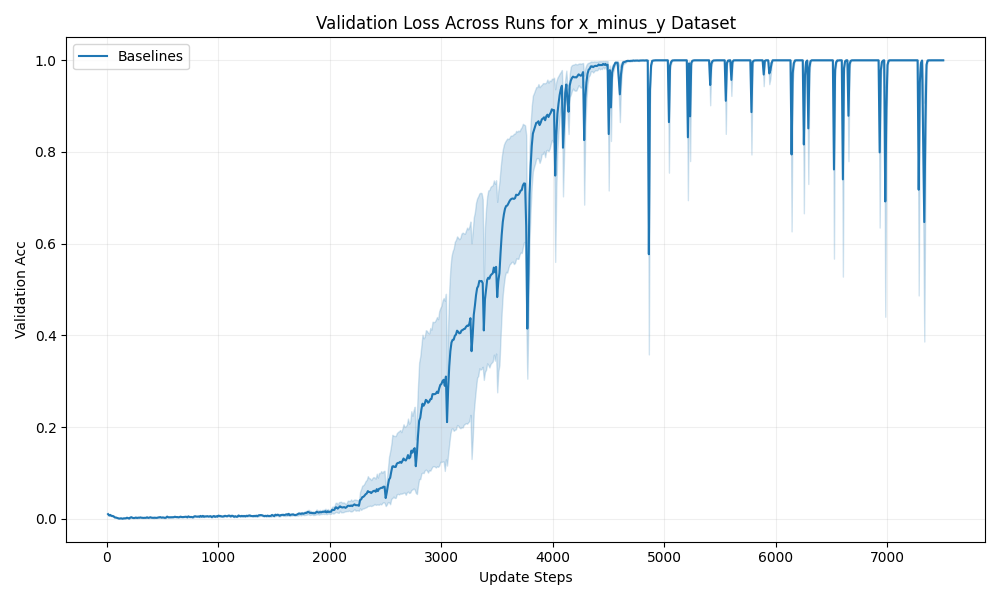 Validation Loss Across Runs for x_minus_y Dataset
Baselines
Validation Acc
1.0
0.8
0.6
0.4
0.2
0.0
0 1000 2000 3000 4000 5000 6000 7000
Update Steps